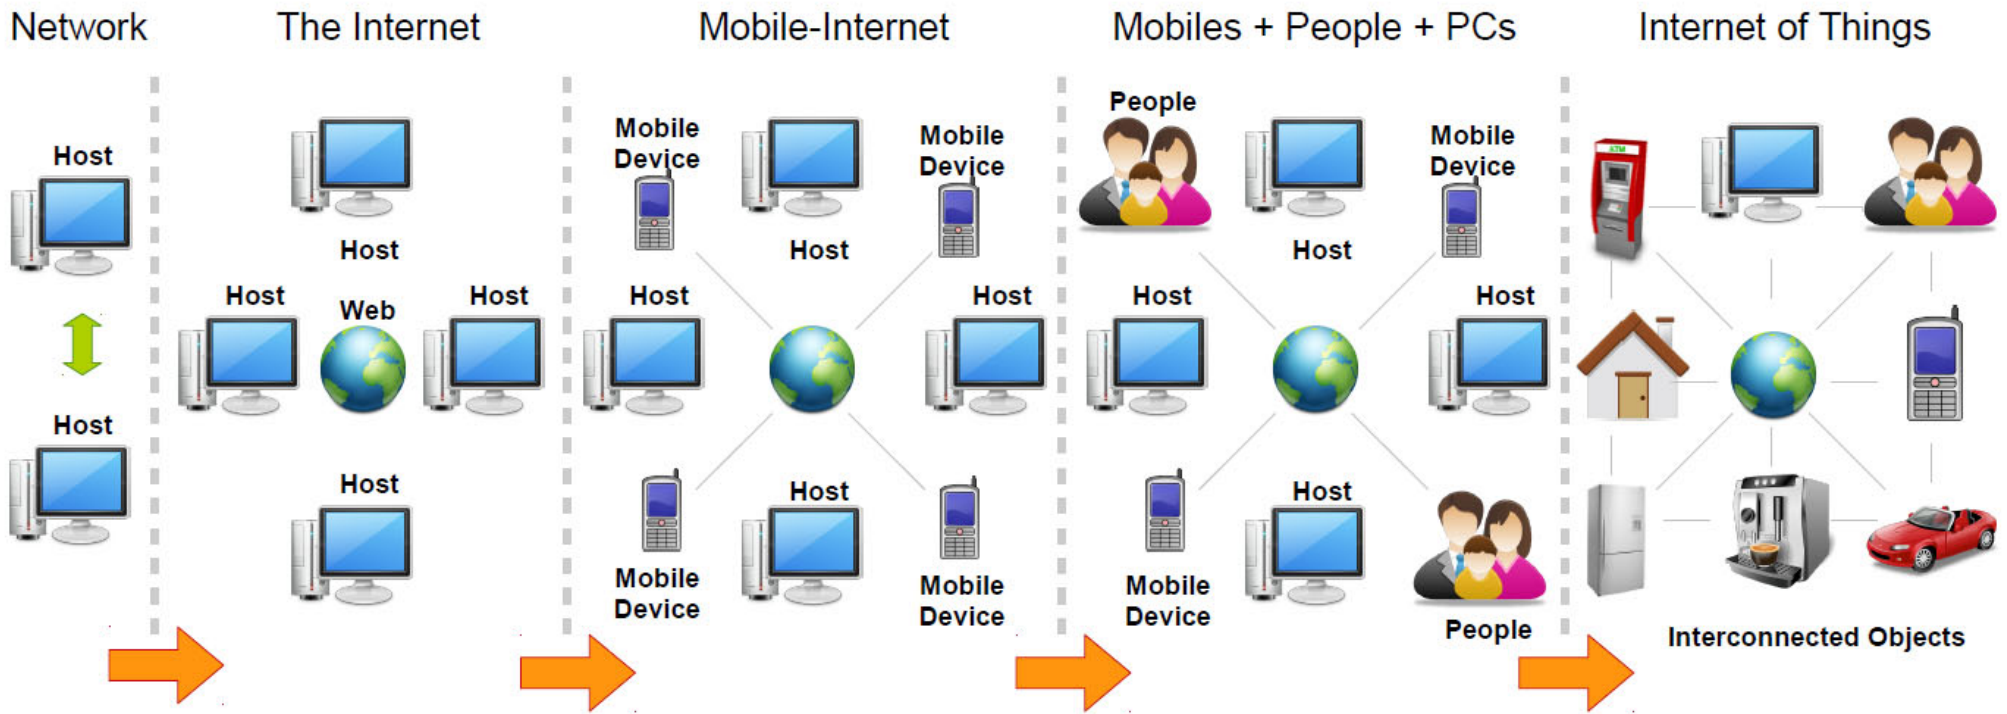 Network
The Internet
Mobile-Internet
Mobiles + People + PCs
Internet of Things
Host
Host
Host
Host
Web
Host
Host
Mobile
Device
Mobile
Device
Host
Host
Host
Host
Mobile
Device
Mobile
Device
People
Mobile
Device
Host
Host
Host
Host
Mobile
Device
People
ATM
Interconnected Objects